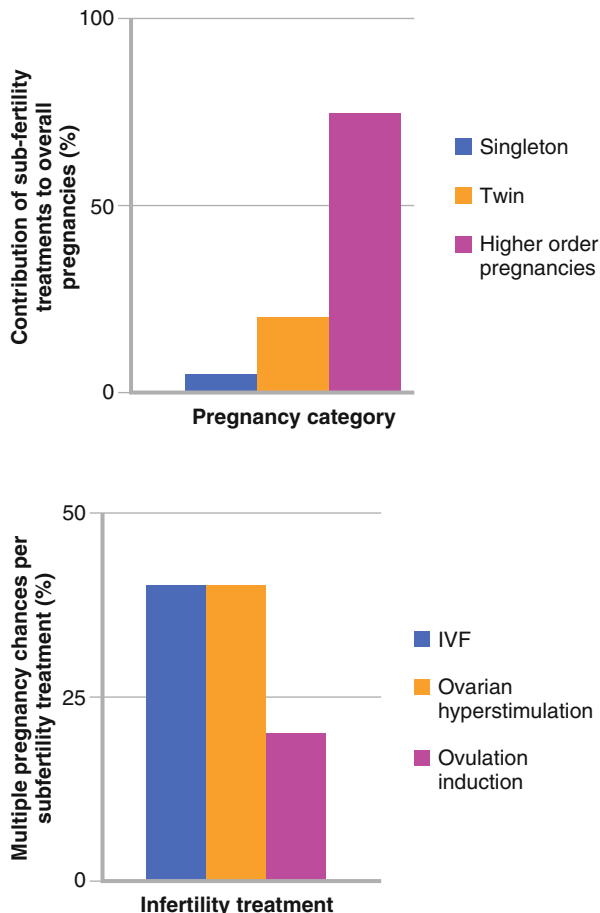 Contribution of sub-fertility
treatments to overall
pregnancies (%)
100
50
0
Pregnancy category
Singleton
Twin
Higher order
pregnancies
Multiple pregnancy chances per
subfertility treatment (%)
50
25
0
Infertility treatment
IVF
Ovarian
hyperstimulation
Ovulation
induction